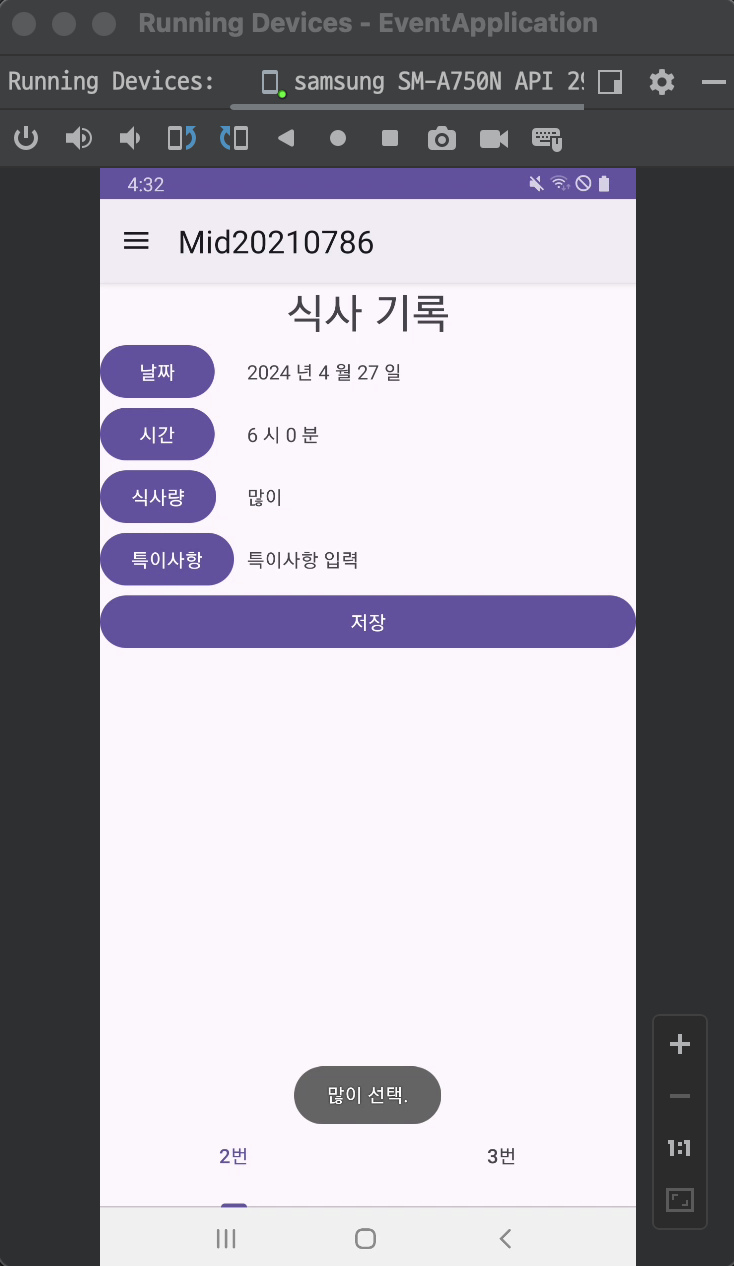 Running Devices - EventApplication
Running Devices: samsung SM-A750N API 29
4:32
Mid20210786
식사 기록
날짜 2024 년 4 월 27 일
시간 6 시 0 분
식사량 많이
특이사항 특이사항 입력
저장
많이 선택.
2번 3번
1:1